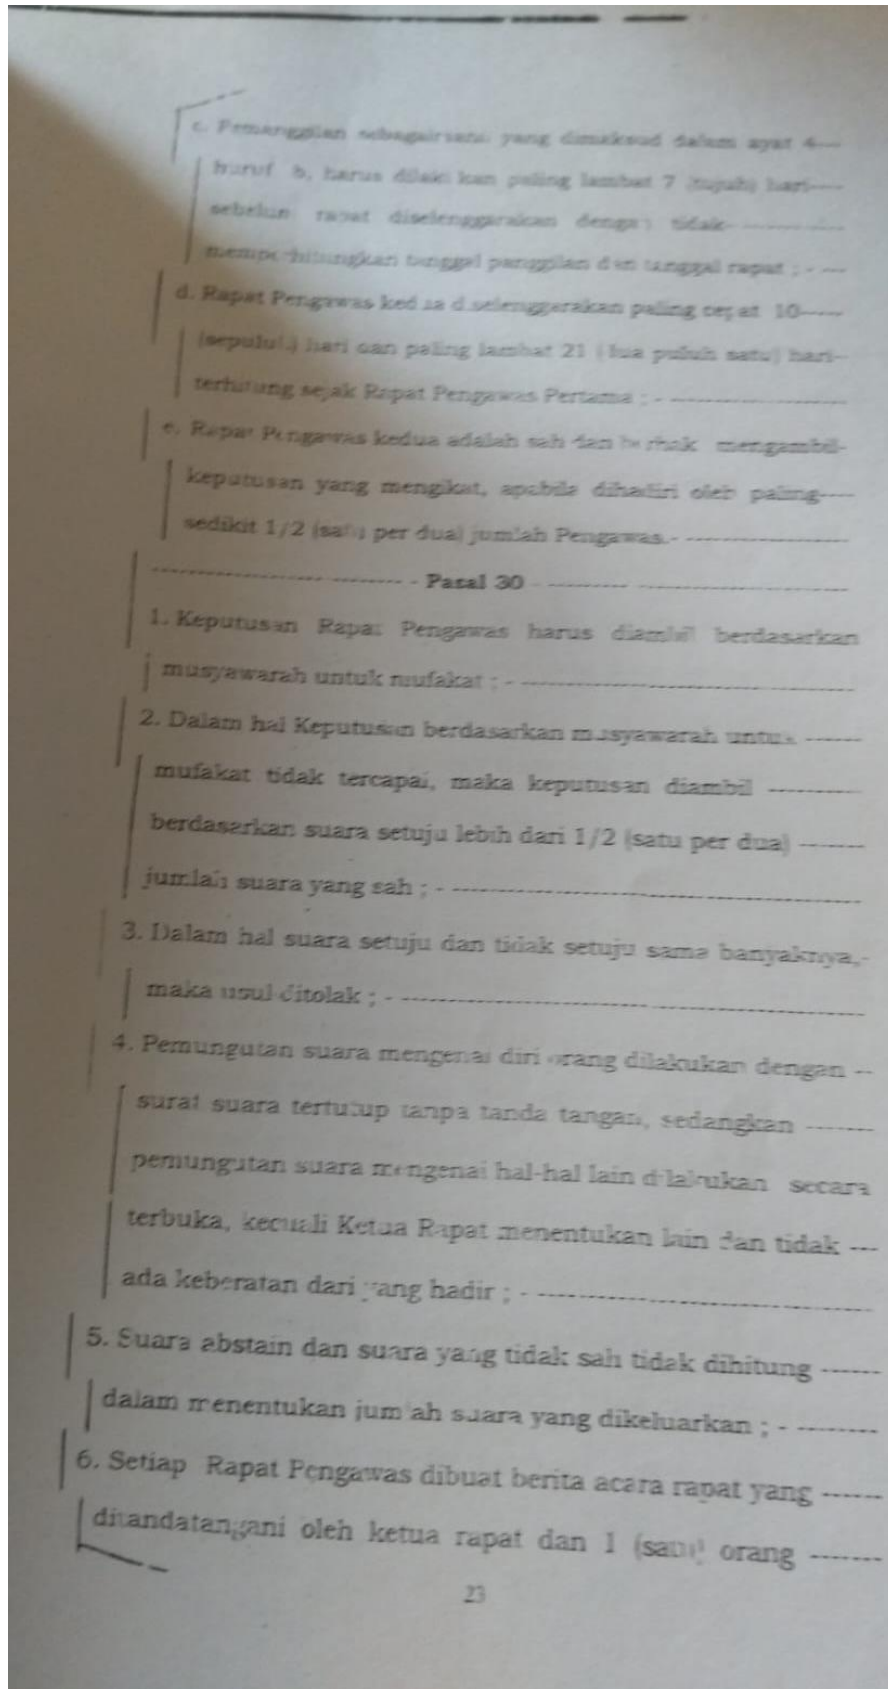 c. Pemanggilan sebagaimana yang dimaksud dalam ayat 4---
huruf b, harus dilakukan paling lambat 7 (tujuh) hari----
sebelum rapat diselenggarakan dengan tidak-------------
memperhitungkan tanggal panggilan dan tanggal rapat ; - ---
d. Rapat Pengawas kedua diselenggarakan paling cepat 10-----
(sepuluh) hari dan paling lambat 21 (dua puluh satu) hari--
terhitung sejak Rapat Pengawas Pertama ; - --------------------
e. Rapat Pengawas kedua adalah sah dan berhak mengambil-
keputusan yang mengikat, apabila dihadiri oleh paling----
sedikit 1/2 (satu per dua) jumlah Pengawas.- ------------------
----------------------------- - Pasal 30 - ---------- --------------------------
1. Keputusan Rapat Pengawas harus diambil berdasarkan
musyawarah untuk mufakat ; - -------------------------------------
2. Dalam hal Keputusan berdasarkan musyawarah untuk ------
mufakat tidak tercapai, maka keputusan diambil ----------
berdasarkan suara setuju lebih dari 1/2 (satu per dua) -------
jumlah suara yang sah ; - ---------------------------------------------
3. Dalam hal suara setuju dan tidak setuju sama banyaknya,-
maka usul ditolak ; - --------------------------------------------------
4. Pemungutan suara mengenai diri orang dilakukan dengan --
surat suara tertutup tanpa tanda tangan, sedangkan -------
pemungutan suara mengenai hal-hal lain dilakukan secara
terbuka, kecuali Ketua Rapat menentukan lain dan tidak ---
ada keberatan dari yang hadir ; - -----------------------------------
5. Suara abstain dan suara yang tidak sah tidak dihitung ------
dalam menentukan jumlah suara yang dikeluarkan ; - --------
6. Setiap Rapat Pengawas dibuat berita acara rapat yang ------
ditandatangani oleh ketua rapat dan 1 (satu) orang -------
23